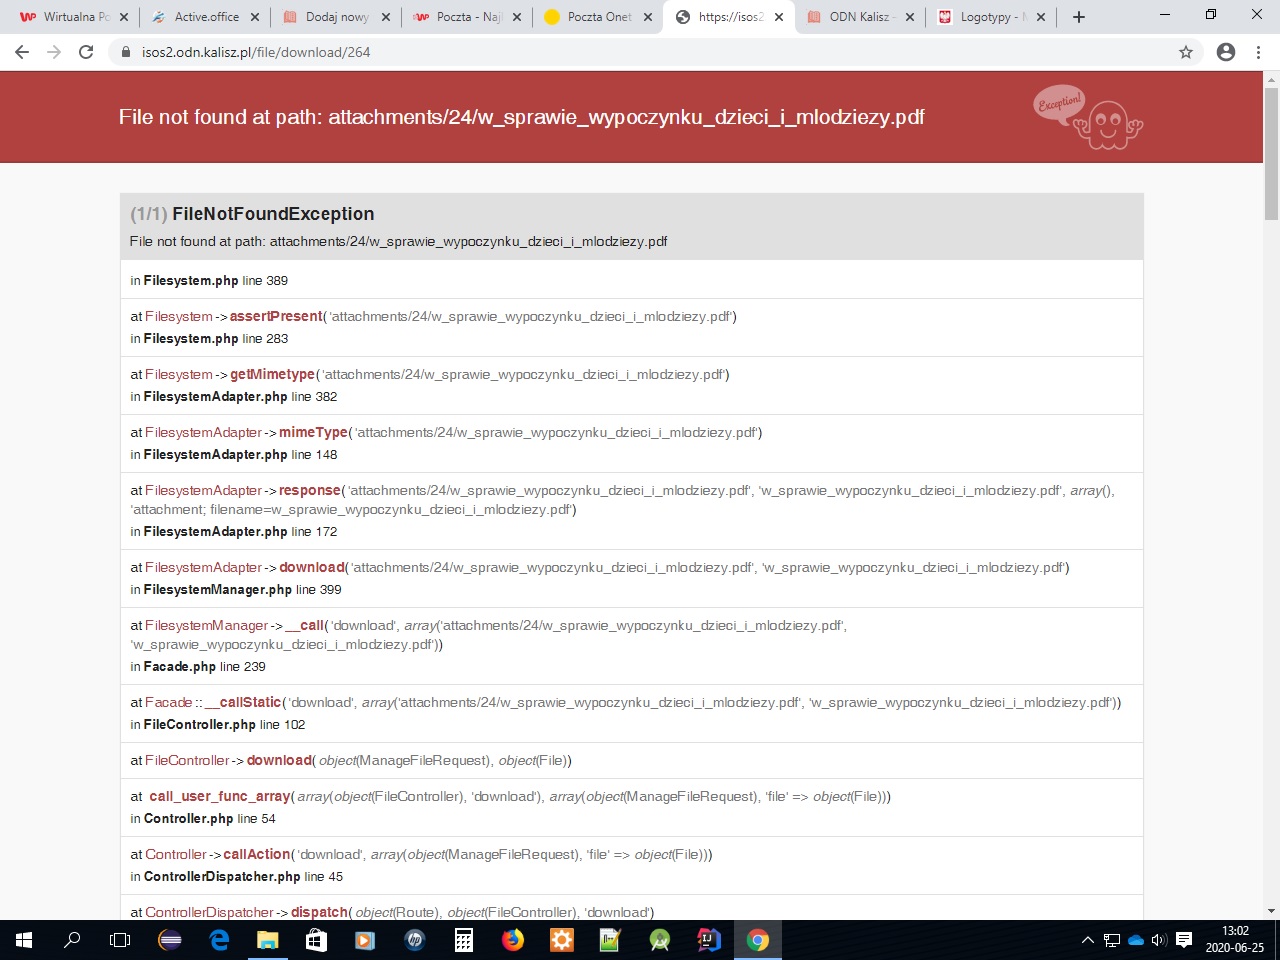 Wirtualna Po
Active.office
Dodaj nowy
Poczta - Najl
Poczta Onet
https://isos2
ODN Kalisz -
Logotypy - M
isos2.odn.kalisz.pl/file/download/264
File not found at path: attachments/24/w_sprawie_wypoczynku_dzieci_i_mlodziezy.pdf
Exception!
(1/1) FileNotFoundException
File not found at path: attachments/24/w_sprawie_wypoczynku_dzieci_i_mlodziezy.pdf
in Filesystem.php line 389
at Filesystem->assertPresent('attachments/24/w_sprawie_wypoczynku_dzieci_i_mlodziezy.pdf')
in Filesystem.php line 283
at Filesystem->getMimetype('attachments/24/w_sprawie_wypoczynku_dzieci_i_mlodziezy.pdf')
in FilesystemAdapter.php line 382
at FilesystemAdapter->mimeType('attachments/24/w_sprawie_wypoczynku_dzieci_i_mlodziezy.pdf')
in FilesystemAdapter.php line 148
at FilesystemAdapter->response('attachments/24/w_sprawie_wypoczynku_dzieci_i_mlodziezy.pdf', 'w_sprawie_wypoczynku_dzieci_i_mlodziezy.pdf', array(),
'attachment; filename=w_sprawie_wypoczynku_dzieci_i_mlodziezy.pdf')
in FilesystemAdapter.php line 172
at FilesystemAdapter->download('attachments/24/w_sprawie_wypoczynku_dzieci_i_mlodziezy.pdf', 'w_sprawie_wypoczynku_dzieci_i_mlodziezy.pdf')
in FilesystemManager.php line 399
at FilesystemManager->__call('download', array('attachments/24/w_sprawie_wypoczynku_dzieci_i_mlodziezy.pdf',
'w_sprawie_wypoczynku_dzieci_i_mlodziezy.pdf'))
in Facade.php line 239
at Facade::__callStatic('download', array('attachments/24/w_sprawie_wypoczynku_dzieci_i_mlodziezy.pdf', 'w_sprawie_wypoczynku_dzieci_i_mlodziezy.pdf'))
in FileController.php line 102
at FileController->download(object(ManageFileRequest), object(File))
at call_user_func_array(array(object(FileController), 'download'), array(object(ManageFileRequest), 'file' => object(File)))
in Controller.php line 54
at Controller->callAction('download', array(object(ManageFileRequest), 'file' => object(File)))
in ControllerDispatcher.php line 45
at ControllerDispatcher->dispatch(object(Route), object(FileController), 'download')
13:02
2020-06-25